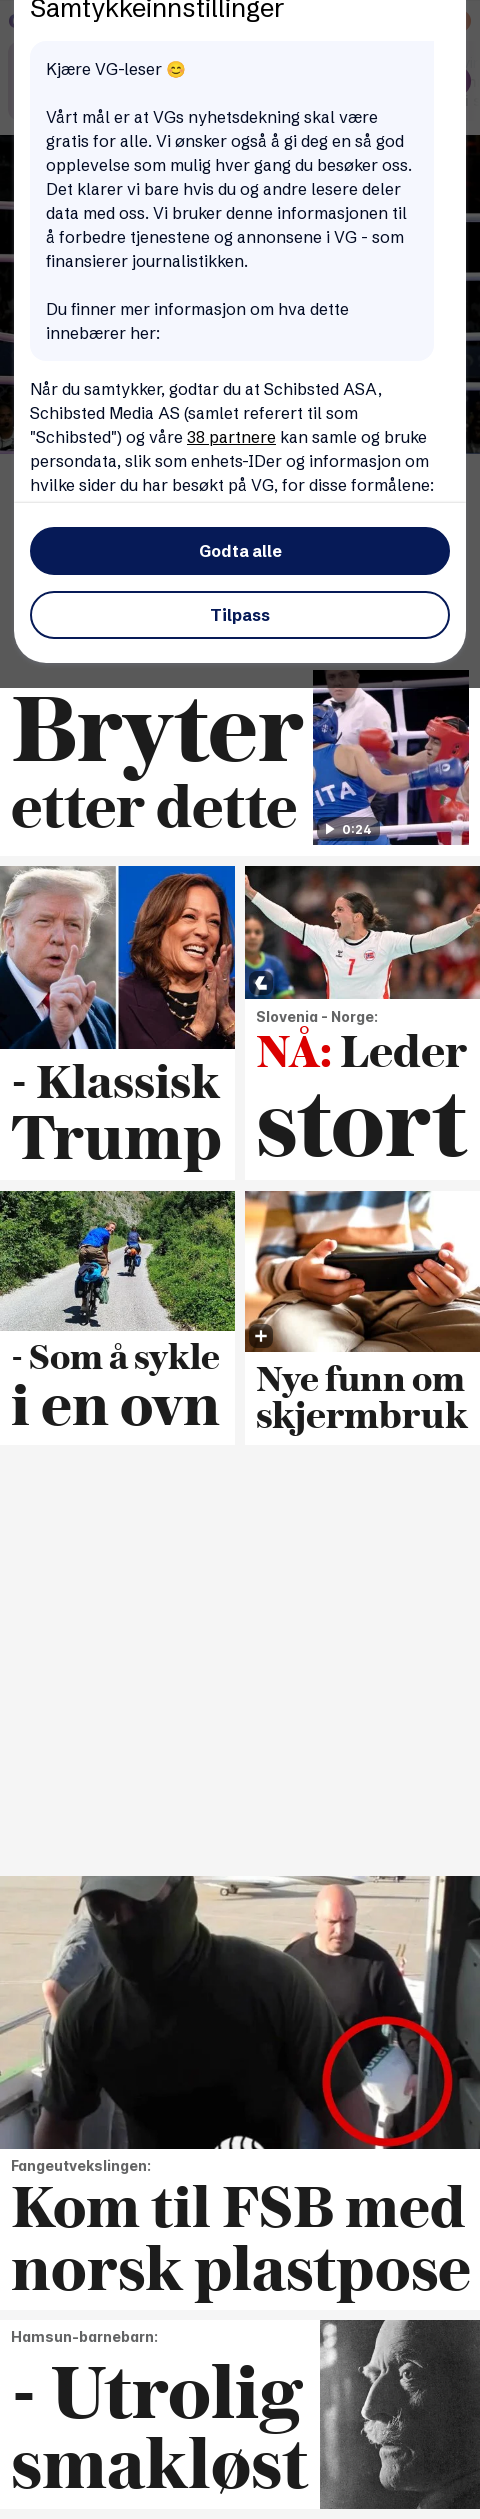 Samtykkeinnstillinger
Kjære VG-leser 😊
Vårt mål er at VGs nyhetsdekning skal være
gratis for alle. Vi ønsker også å gi deg en så god
opplevelse som mulig hver gang du besøker oss.
Det klarer vi bare hvis du og andre lesere deler
data med oss. Vi bruker denne informasjonen til
å forbedre tjenestene og annonsene i VG - som
finansierer journalistikken.
Du finner mer informasjon om hva dette
innebærer her:
Når du samtykker, godtar du at Schibsted ASA,
Schibsted Media AS (samlet referert til som
"Schibsted") og våre 38 partnere kan samle og bruke
persondata, slik som enhets-IDer og informasjon om
hvilke sider du har besøkt på VG, for disse formålene:
Godta alle
Tilpass
Bryter
etter dette
ITA
0:24
- Klassisk
Trump
7
Slovenia - Norge:
NÅ: Leder
stort
- Som å sykle
i en ovn
Nye funn om
skjermbruk
Fangeutvekslingen:
Kom til FSB med
norsk plastpose
Hamsun-barnebarn:
- Utrolig
smakløst